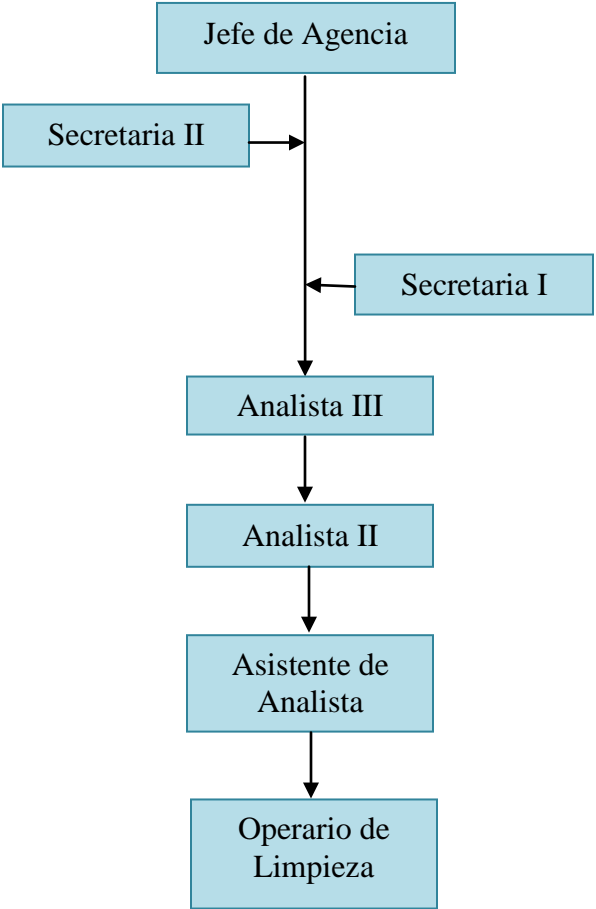 Jefe de Agencia
Secretaria II
Secretaria I
Analista III
Analista II
Asistente de
Analista
Operario de
Limpieza